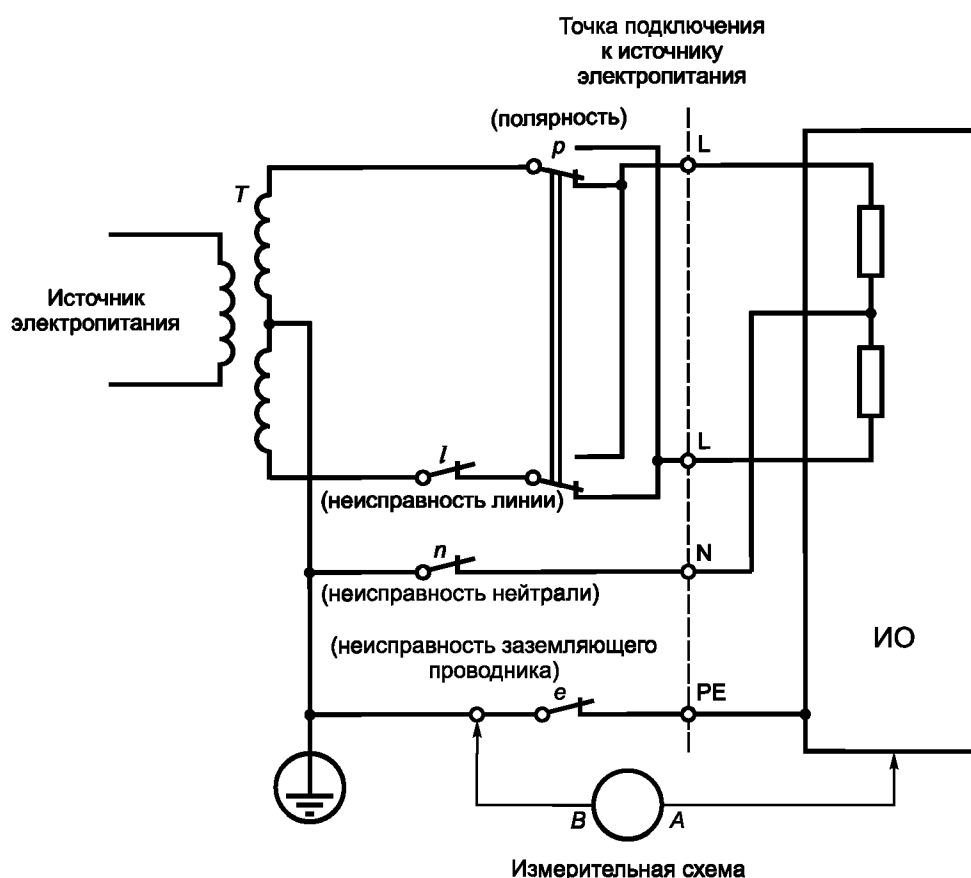 Точка подключения
к источнику
электропитания
(полярность)
p
L
T
Источник
электропитания
L
l
(неисправность линии)
n
N
(неисправность нейтрали)
ИО
(неисправность заземляющего
проводника)
e
PE
B
A
Измерительная схема